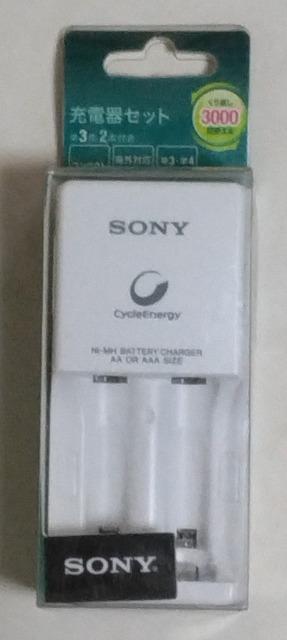 充電器セット
単3形2本付き
くり返し
3000
回使える
海外対応
単3・単4
SONY
CycleEnergy
Ni-MH BATTERY CHARGER
AA OR AAA SIZE
SONY